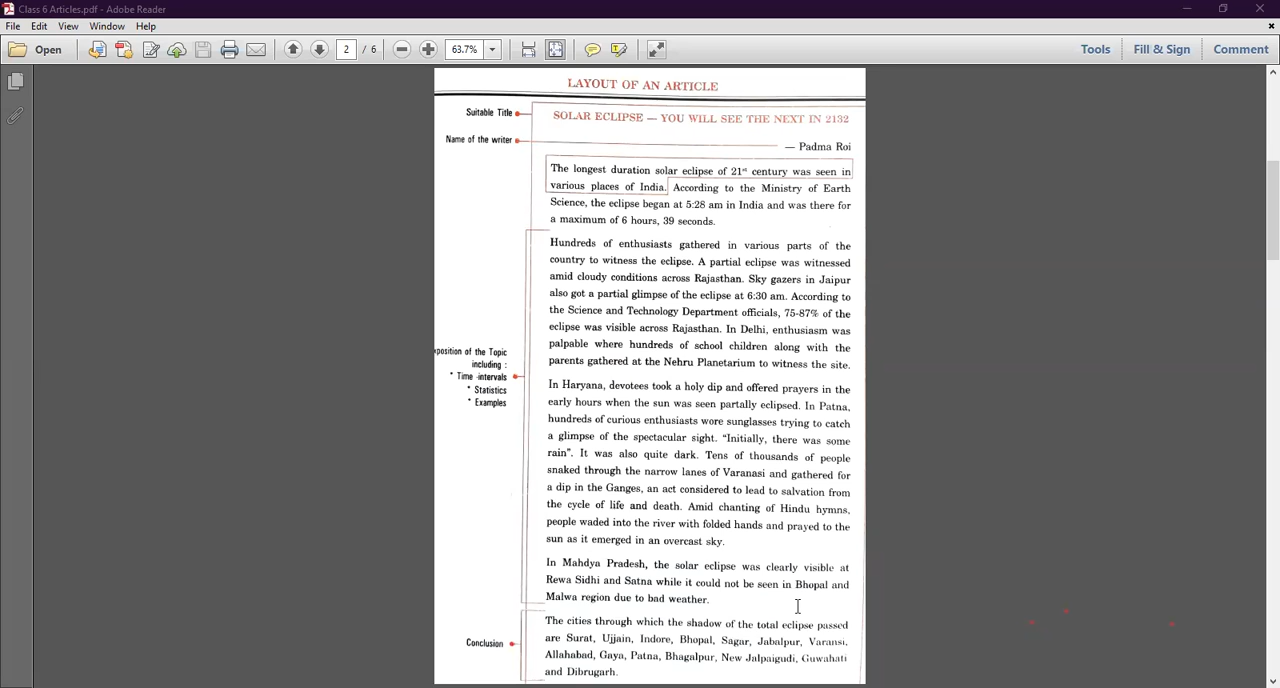 Class 6 Articles.pdf - Adobe Reader
File Edit View Window Help
Open 2 / 6 63.7% Tools Fill & Sign Comment
LAYOUT OF AN ARTICLE
Suitable Title
SOLAR ECLIPSE — YOU WILL SEE THE NEXT IN 2132
Name of the writer
— Padma Roi
The longest duration solar eclipse of 21st century was seen in
various places of India. According to the Ministry of Earth
Science, the eclipse began at 5:28 am in India and was there for
a maximum of 6 hours, 39 seconds.
Hundreds of enthusiasts gathered in various parts of the
country to witness the eclipse. A partial eclipse was witnessed
amid cloudy conditions across Rajasthan. Sky gazers in Jaipur
also got a partial glimpse of the eclipse at 6:30 am. According to
the Science and Technology Department officials, 75-87% of the
eclipse was visible across Rajasthan. In Delhi, enthusiasm was
palpable where hundreds of school children along with the
parents gathered at the Nehru Planetarium to witness the site.
xposition of the Topic
including :
* Time -intervals
* Statistics
* Examples
In Haryana, devotees took a holy dip and offered prayers in the
early hours when the sun was seen partally eclipsed. In Patna,
hundreds of curious enthusiasts wore sunglasses trying to catch
a glimpse of the spectacular sight. “Initially, there was some
rain”. It was also quite dark. Tens of thousands of people
snaked through the narrow lanes of Varanasi and gathered for
a dip in the Ganges, an act considered to lead to salvation from
the cycle of life and death. Amid chanting of Hindu hymns,
people waded into the river with folded hands and prayed to the
sun as it emerged in an overcast sky.
In Mahdya Pradesh, the solar eclipse was clearly visible at
Rewa Sidhi and Satna while it could not be seen in Bhopal and
Malwa region due to bad weather.
Conclusion
The cities through which the shadow of the total eclipse passed
are Surat, Ujjain, Indore, Bhopal, Sagar, Jabalpur, Varansi,
Allahabad, Gaya, Patna, Bhagalpur, New Jalpaigudi, Guwahati
and Dibrugarh.